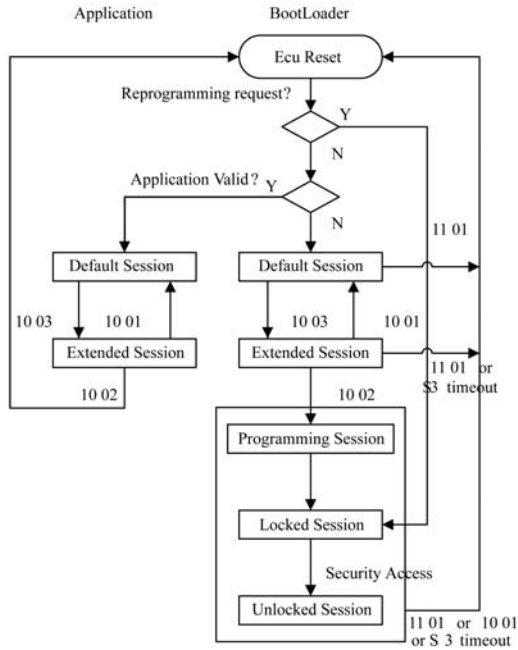 Application
BootLoader
Ecu Reset
Reprogramming request?
Y
N
Application Valid?
Y
N
11 01
Default Session
Default Session
10 03
10 01
10 03
10 01
Extended Session
Extended Session
11 01 or
S3 timeout
10 02
10 02
Programming Session
Locked Session
Security Access
Unlocked Session
11 01 or 10 01
or S 3 timeout